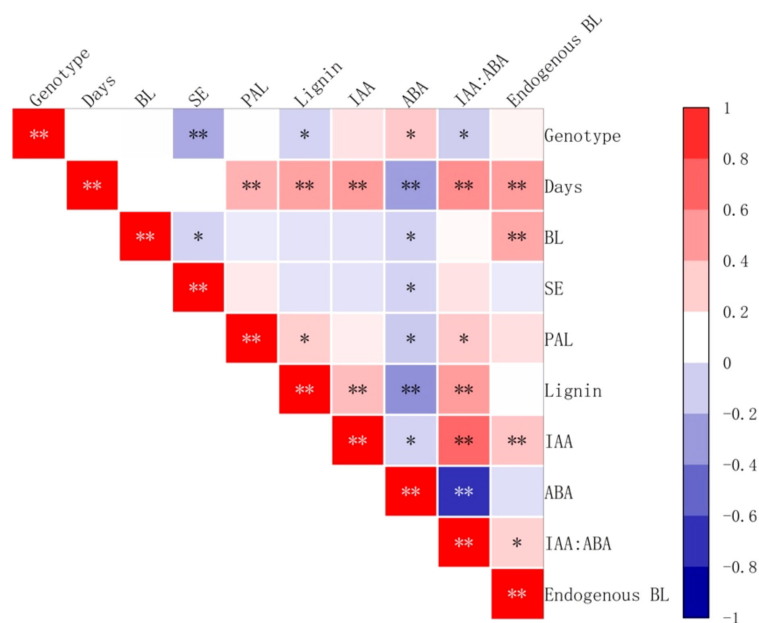 Genotype Days BL SE PAL Lignin IAA ABA IAA:ABA Endogenous BL
** ** * * * Genotype
** ** ** ** ** ** ** Days
** * * ** BL
** * SE
** * * * PAL
** ** ** ** Lignin
** * ** ** IAA
** ** ABA
** * IAA:ABA
** Endogenous BL
1
0.8
0.6
0.4
0.2
0
-0.2
-0.4
-0.6
-0.8
-1